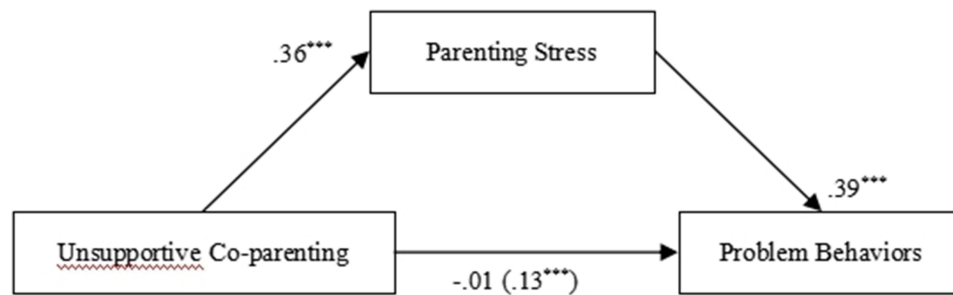 .36***
Parenting Stress
.39***
Unsupportive Co-parenting
Problem Behaviors
-.01 (.13***)